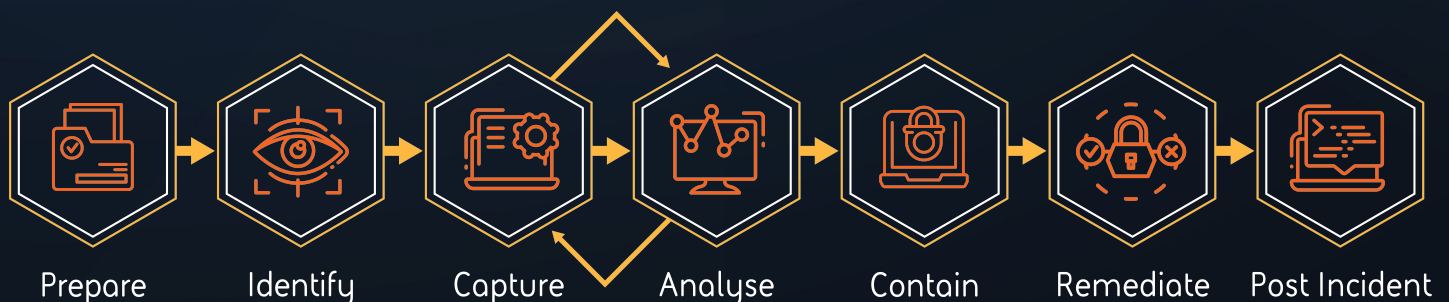 Prepare
Identify
Capture
Analyse
Contain
Remediate
Post Incident